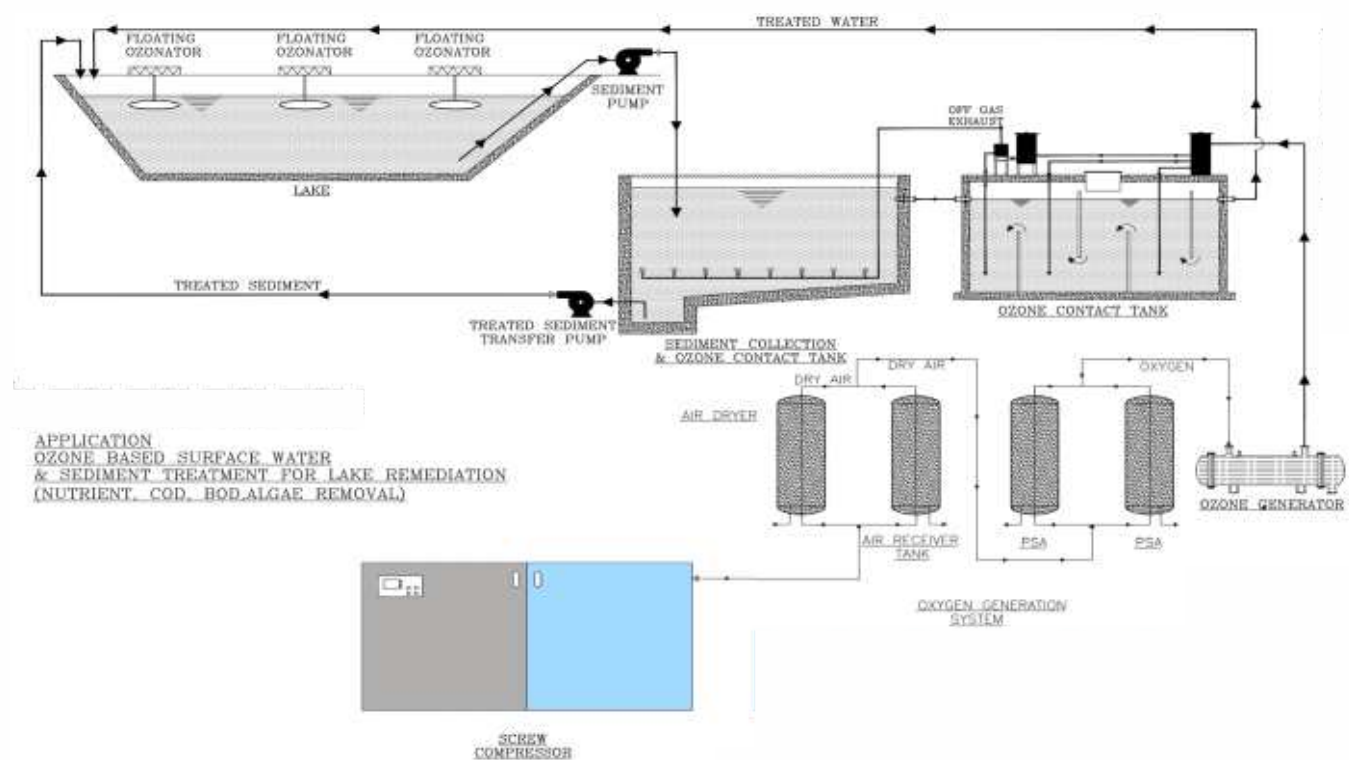 TREATED WATER
FLOATING
OZONATOR
FLOATING
OZONATOR
FLOATING
OZONATOR
SEDIMENT
PUMP
OFF GAS
EXHAUST
LAKE
TREATED SEDIMENT
TREATED SEDIMENT
TRANSFER PUMP
SEDIMENT COLLECTION
& OZONE CONTACT TANK
OZONE CONTACT TANK
DRY AIR
DRY AIR
OXYGEN
AIR DRYER
APPLICATION
OZONE BASED SURFACE WATER
& SEDIMENT TREATMENT FOR LAKE REMEDIATION
(NUTRIENT, COD, BOD,ALGAE REMOVAL)
OZONE GENERATOR
AIR RECEIVER
TANK
PSA
PSA
OXYGEN GENERATION
SYSTEM
SCREW
COMPRESSOR